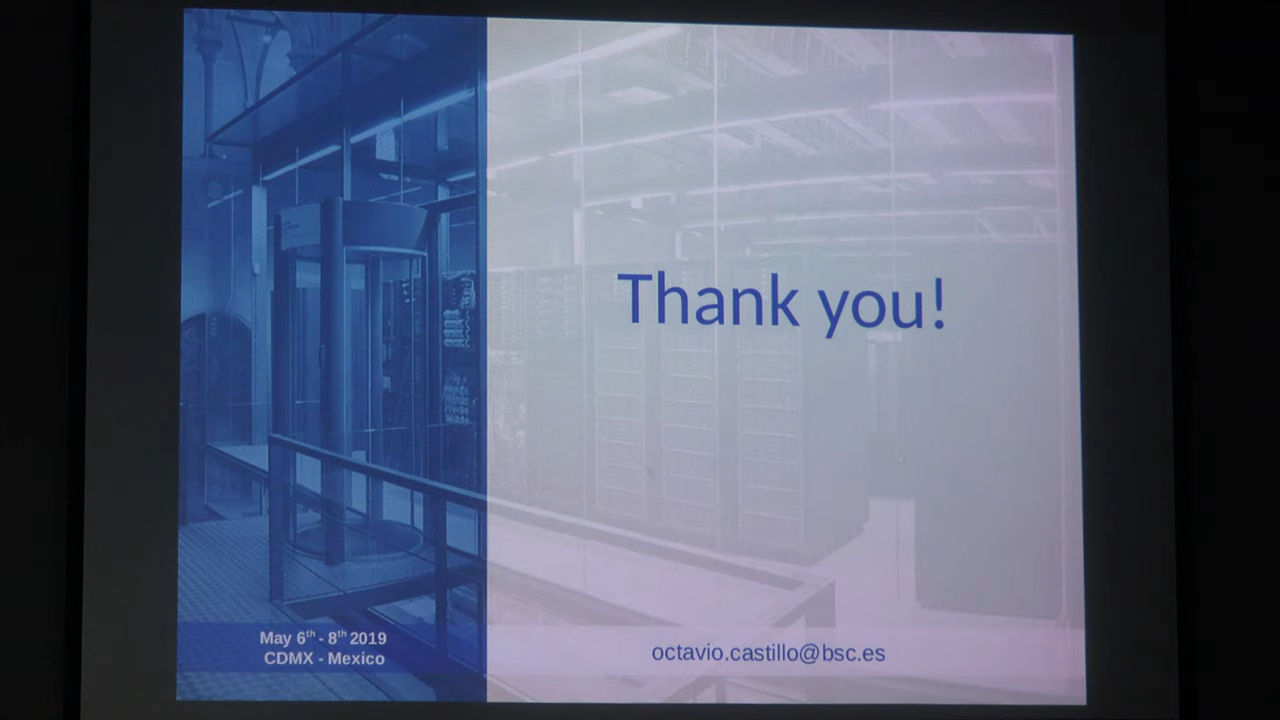 Thank you!
May 6th - 8th 2019
CDMX - Mexico
octavio.castillo@bsc.es